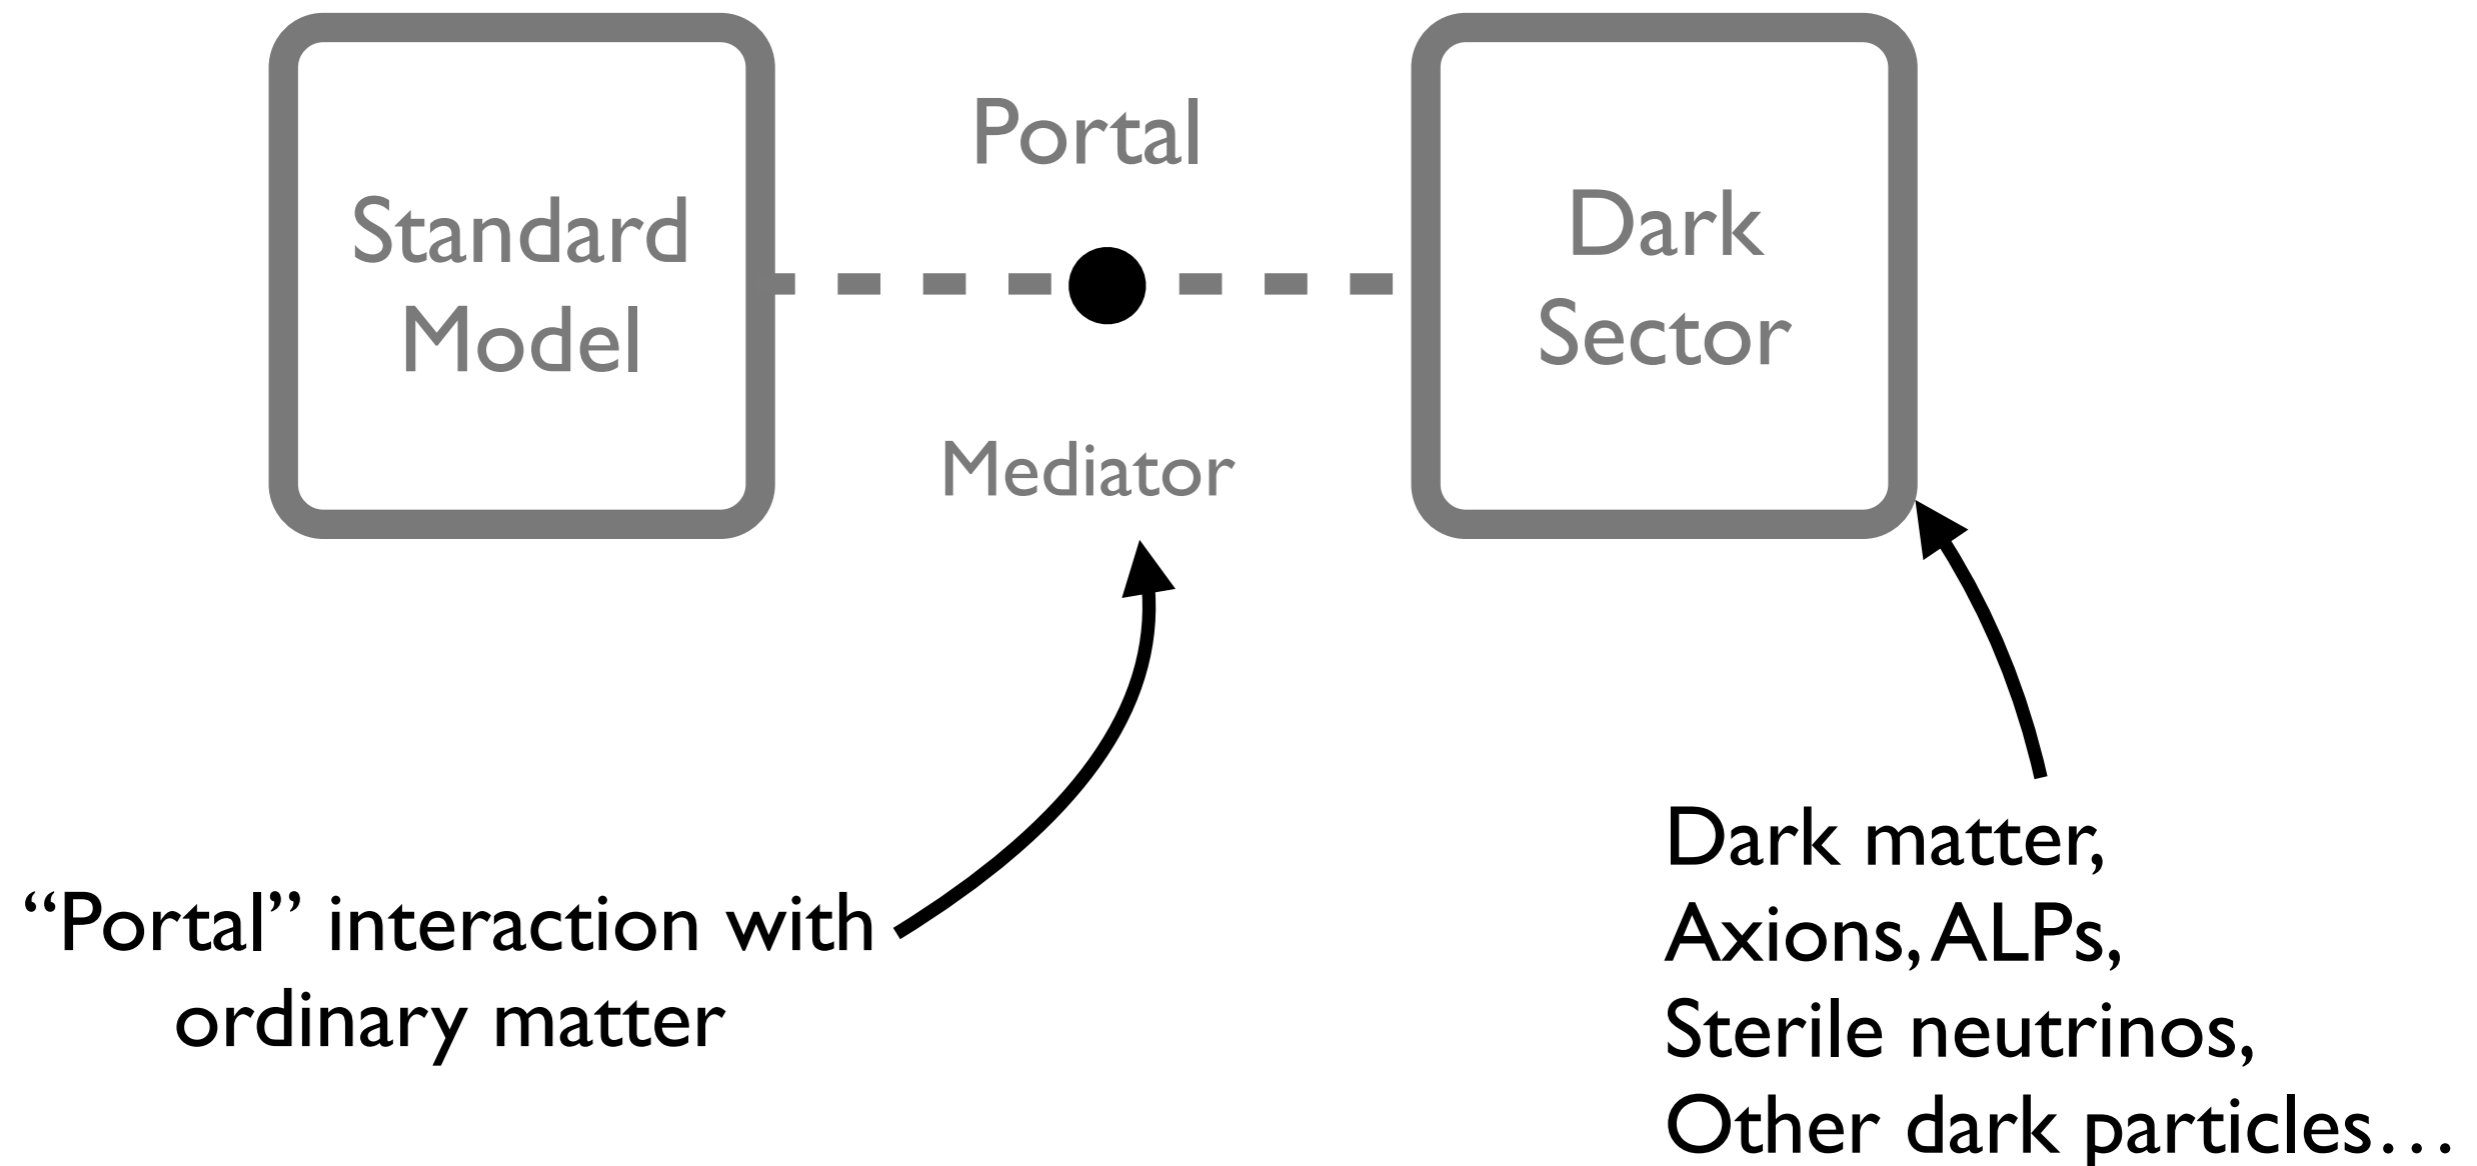 Standard
Model
Portal
Mediator
Dark
Sector
“Portal” interaction with
ordinary matter
Dark matter,
Axions, ALPs,
Sterile neutrinos,
Other dark particles…